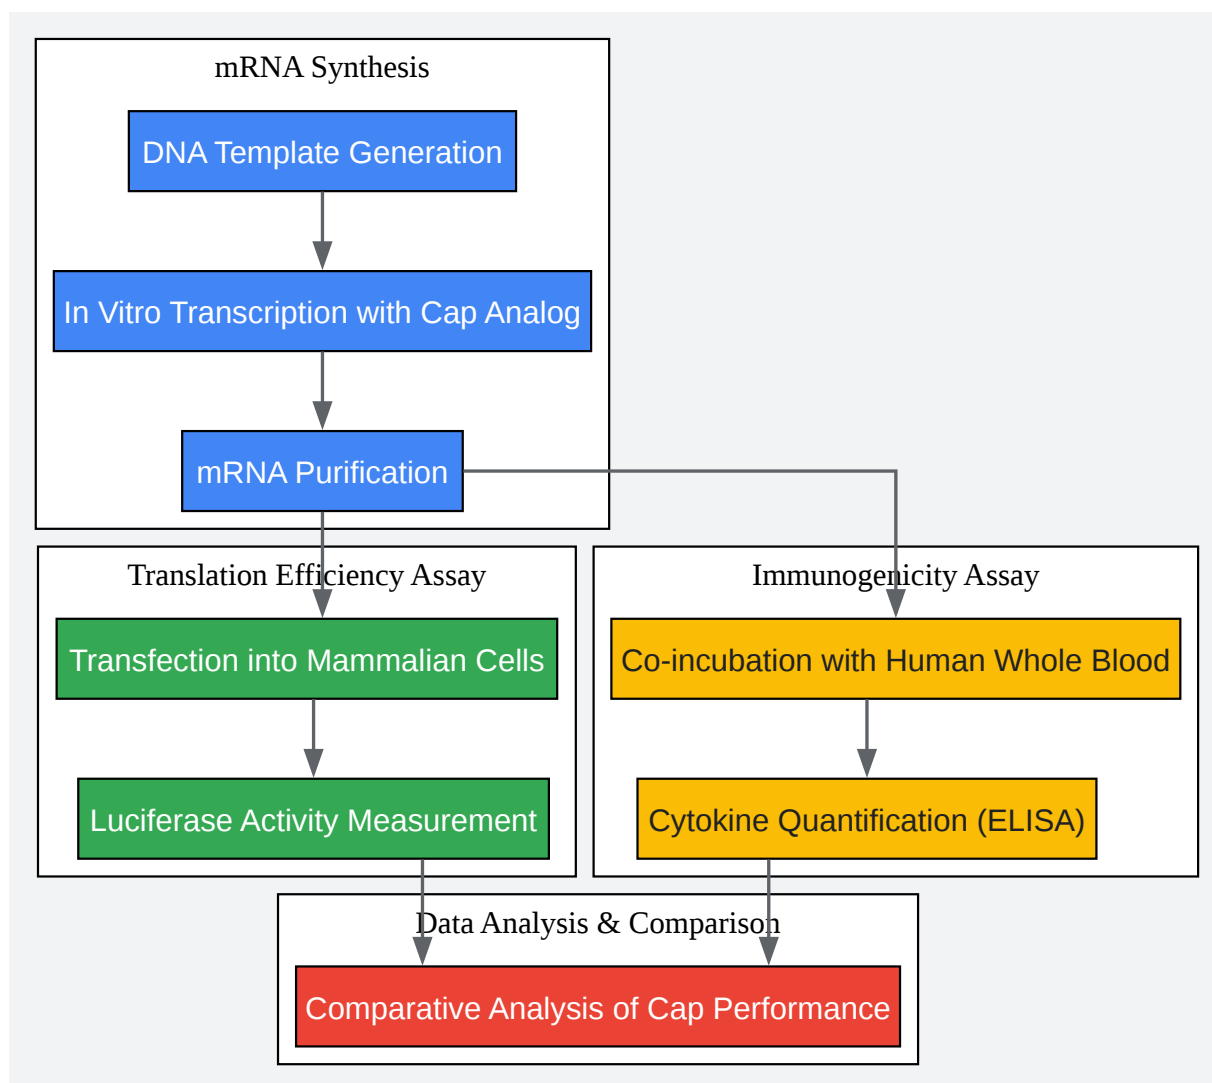 mRNA Synthesis
DNA Template Generation
In Vitro Transcription with Cap Analog
mRNA Purification
Translation Efficiency Assay
Transfection into Mammalian Cells
Luciferase Activity Measurement
Immunogenicity Assay
Co-incubation with Human Whole Blood
Cytokine Quantification (ELISA)
Data Analysis & Comparison
Comparative Analysis of Cap Performance